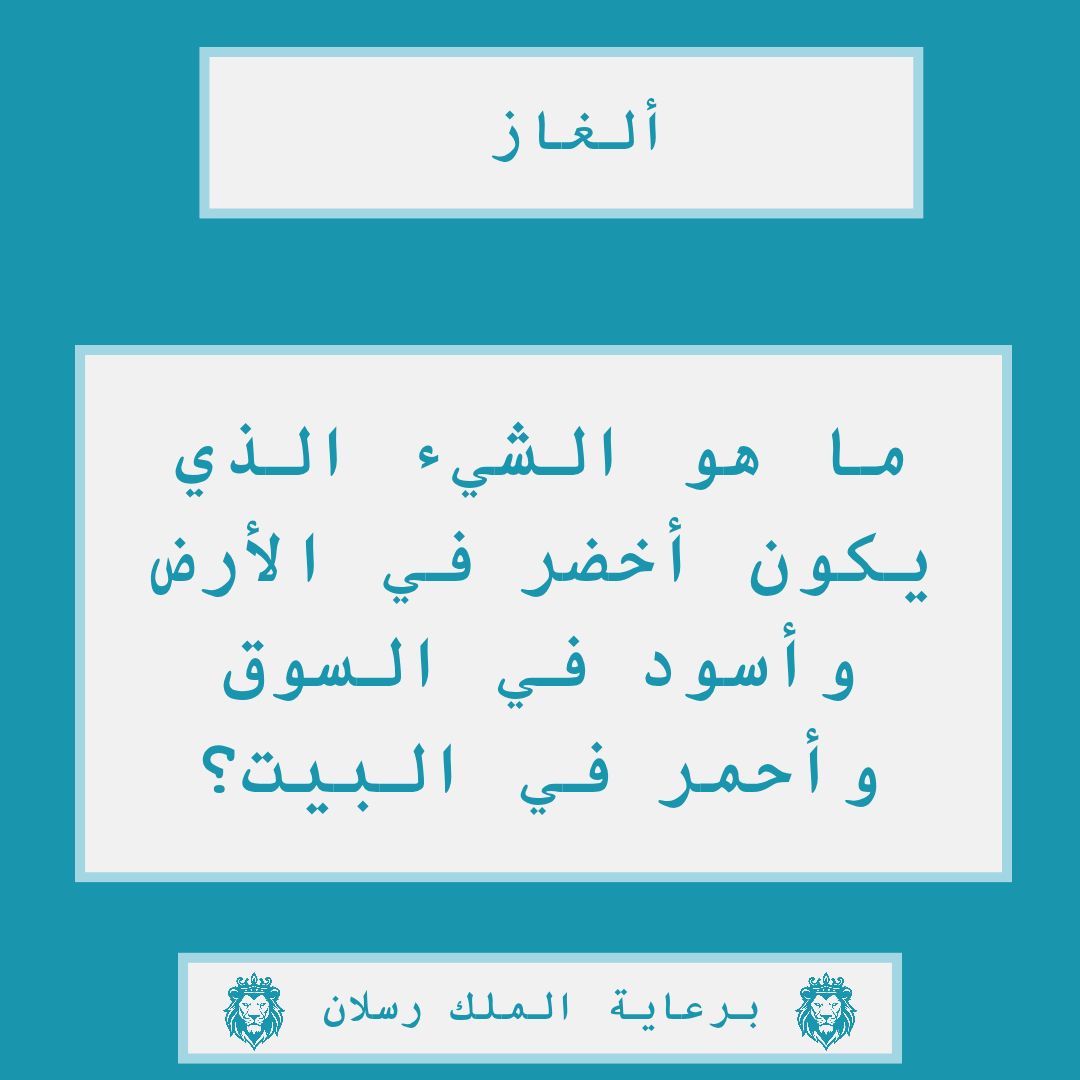 ألغاز
ما هو الشيء الذي
يكون أخضر في الأرض
وأسود في السوق
وأحمر في البيت؟
برعاية الملك رسلان